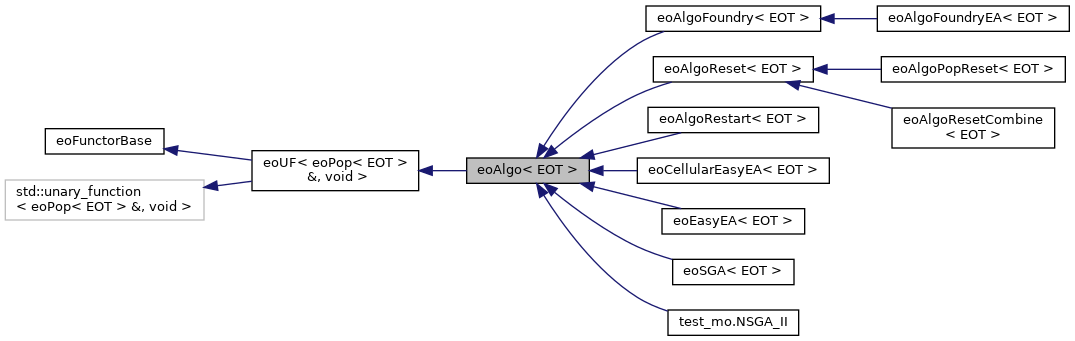 eoFunctorBase
std::unary_function
< eoPop< EOT > &, void >
eoUF< eoPop< EOT >
&, void >
eoAlgo< EOT >
eoAlgoFoundry< EOT >
eoAlgoReset< EOT >
eoAlgoRestart< EOT >
eoCellularEasyEA< EOT >
eoEasyEA< EOT >
eoSGA< EOT >
test_mo.NSGA_II
eoAlgoFoundryEA< EOT >
eoAlgoPopReset< EOT >
eoAlgoResetCombine
< EOT >